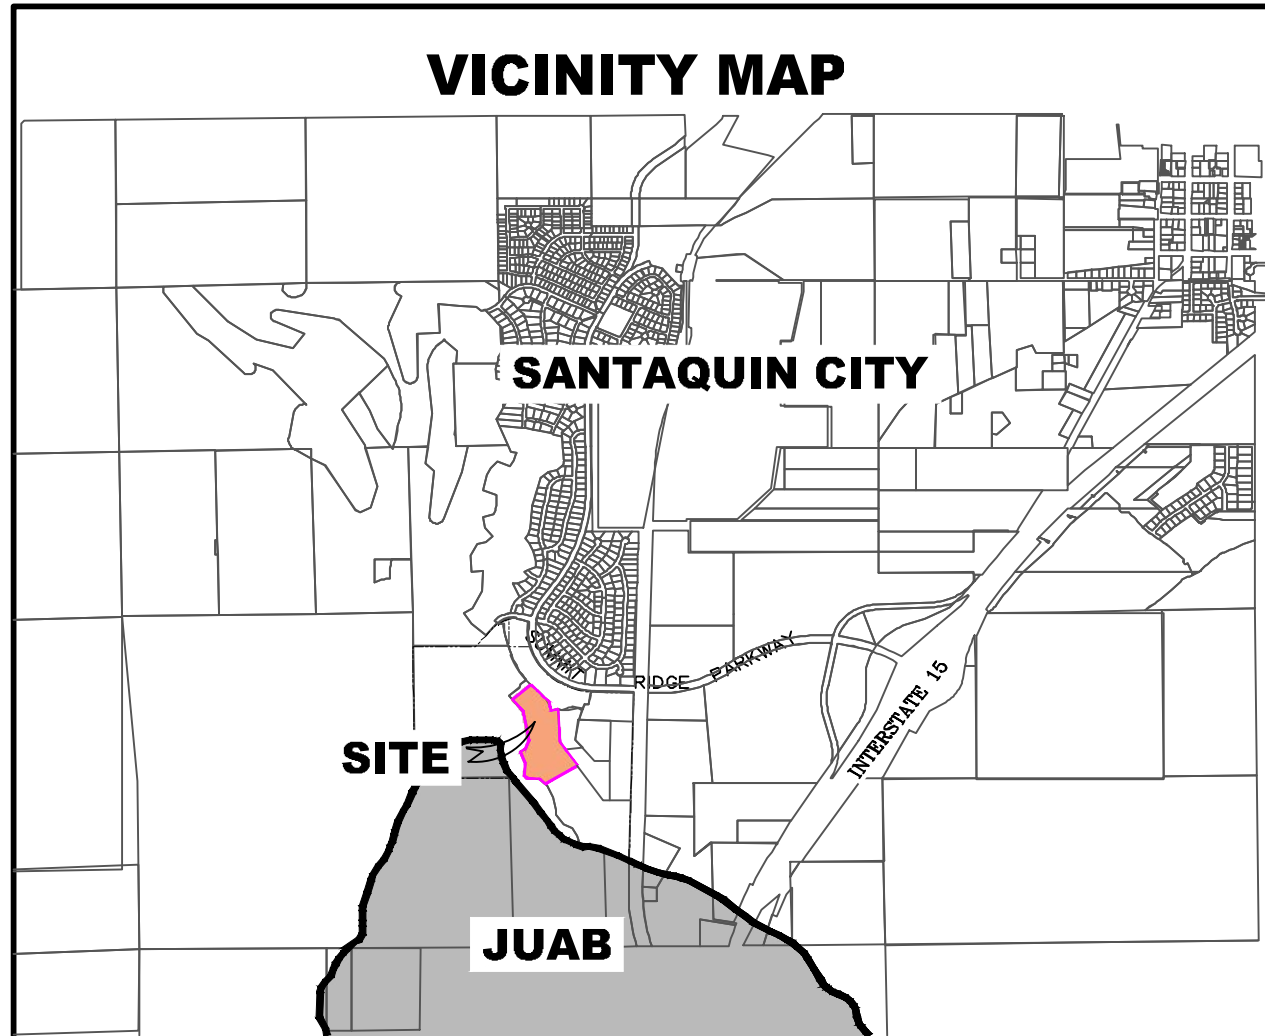 VICINITY MAP
SANTAQUIN CITY
SUMMIT RIDGE PARKWAY
INTERSTATE 15
SITE
JUAB